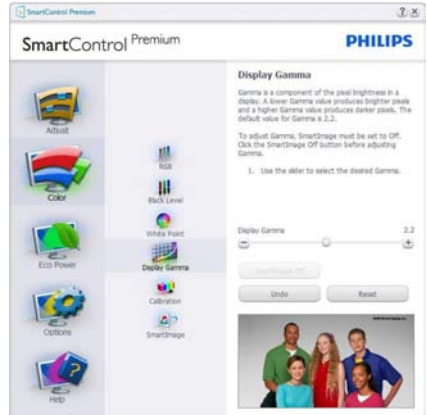 SmartControl Premium
SmartControl Premium
PHILIPS
Adjust
Color
Eco Power
Options
Help
RGB
Black Level
White Point
Display Gamma
Calibration
SmartImage
Display Gamma
Gamma is a component of the pixel brightness in a
display. A lower Gamma value produces brighter pixels
and a higher Gamma value produces darker pixels. The
default value for Gamma is 2.2.
To adjust Gamma, SmartImage must be set to Off.
Click the SmartImage Off button before adjusting
Gamma.
1. Use the slider to select the desired Gamma.
Display Gamma 2.2
SmartImage Off
Undo Reset